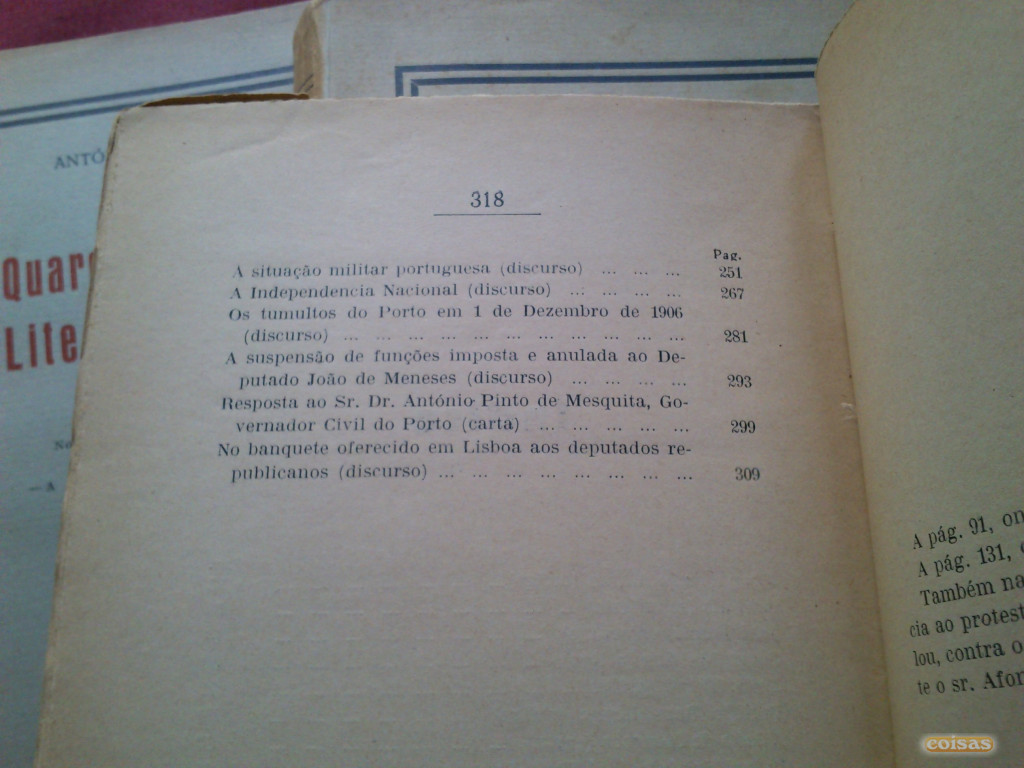 ANTÓ
Quar
Lite
No
—A
318
Pag.
A situação militar portuguesa (discurso) ... ... ... 251
A Independencia Nacional (discurso) ... ... ... ... 267
Os tumultos do Porto em 1 de Dezembro de 1906
(discurso) ... ... ... ... ... ... ... ... ... ... ... 281
A suspensão de funções imposta e anulada ao De-
putado João de Meneses (discurso) ... ... ... ... 293
Resposta ao Sr. Dr. António Pinto de Mesquita, Go-
vernador Civil do Porto (carta) ... ... ... ... ... 299
No banquete oferecido em Lisboa aos deputados re-
publicanos (discurso) ... ... ... ... ... ... ... ... 309
A pág. 91, on
A pág. 131,
Também na
cia ao protest
lou, contra o
te o sr. Afon
coisas